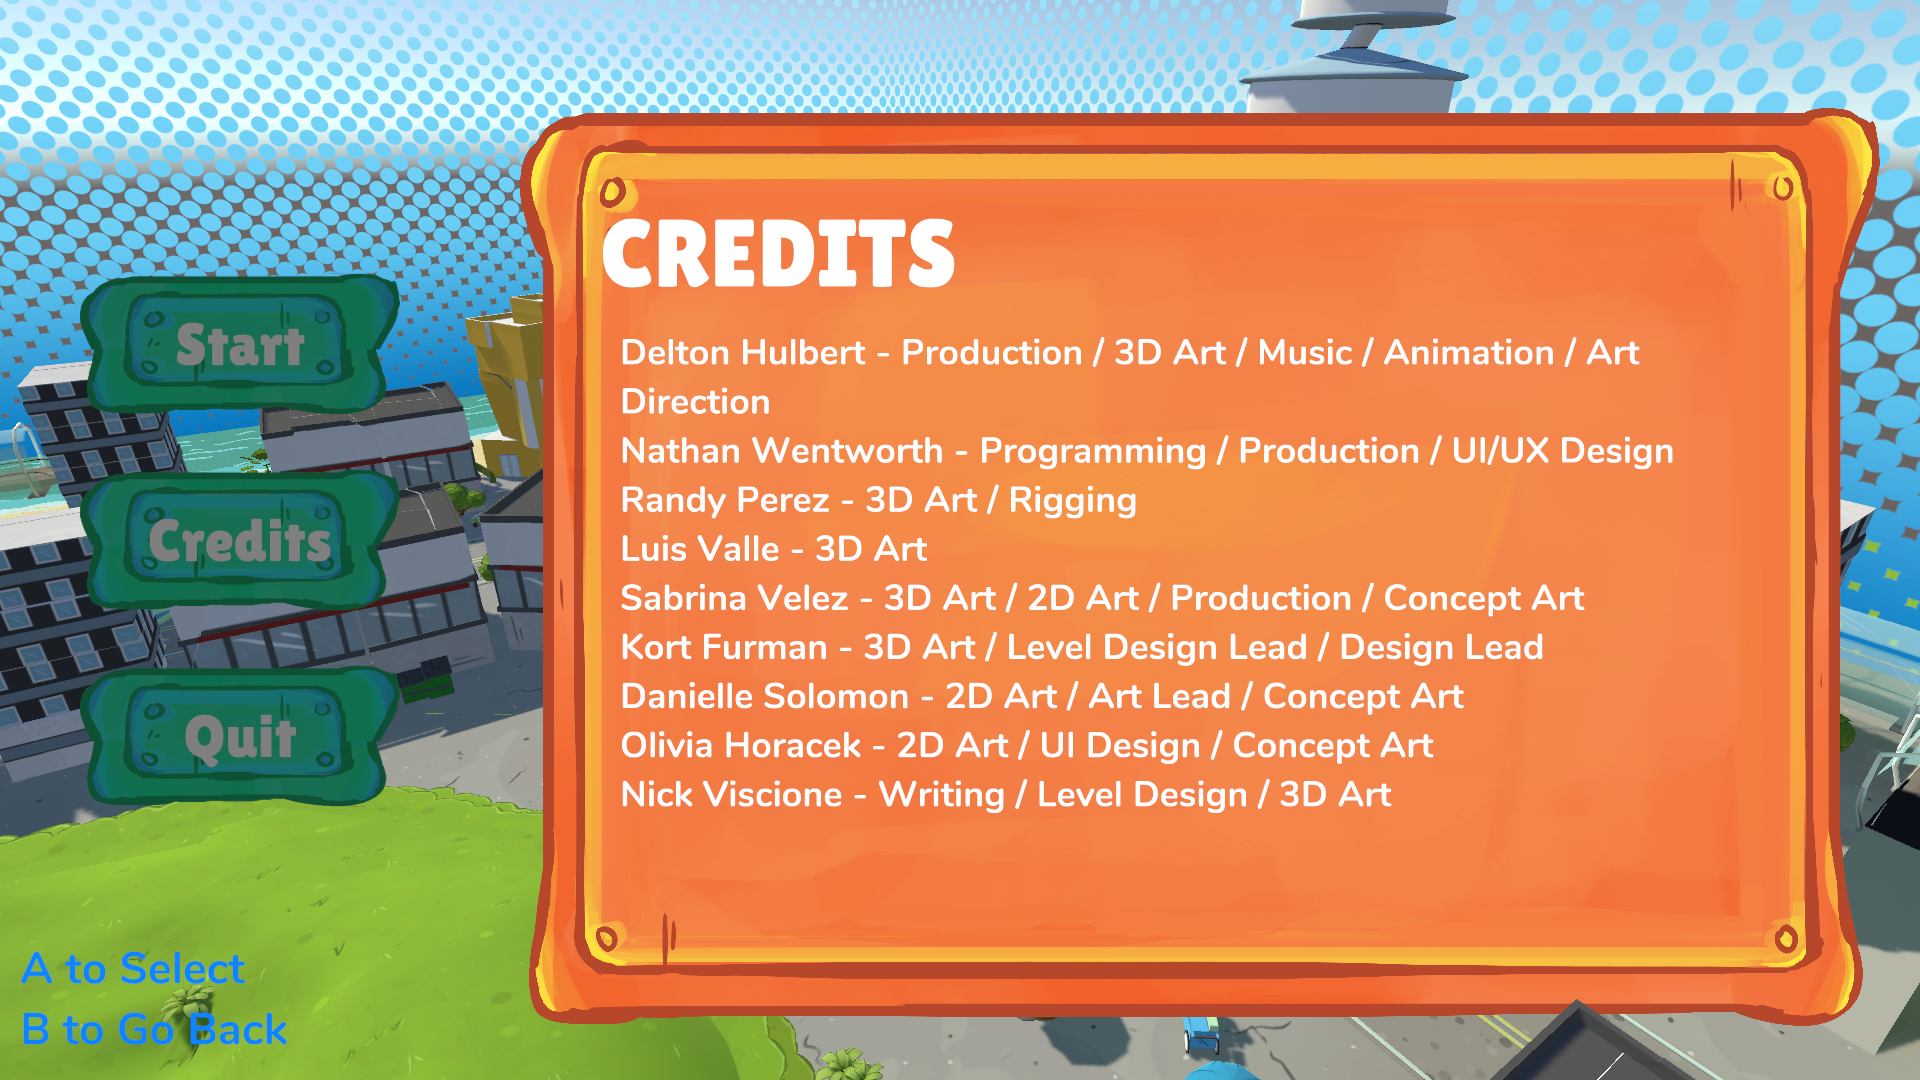 CREDITS
Delton Hulbert - Production / 3D Art / Music / Animation / Art
Direction
Nathan Wentworth - Programming / Production / UI/UX Design
Randy Perez - 3D Art / Rigging
Luis Valle - 3D Art
Sabrina Velez - 3D Art / 2D Art / Production / Concept Art
Kort Furman - 3D Art / Level Design Lead / Design Lead
Danielle Solomon - 2D Art / Art Lead / Concept Art
Olivia Horacek - 2D Art / UI Design / Concept Art
Nick Viscione - Writing / Level Design / 3D Art
Start
Credits
Quit
A to Select
B to Go Back